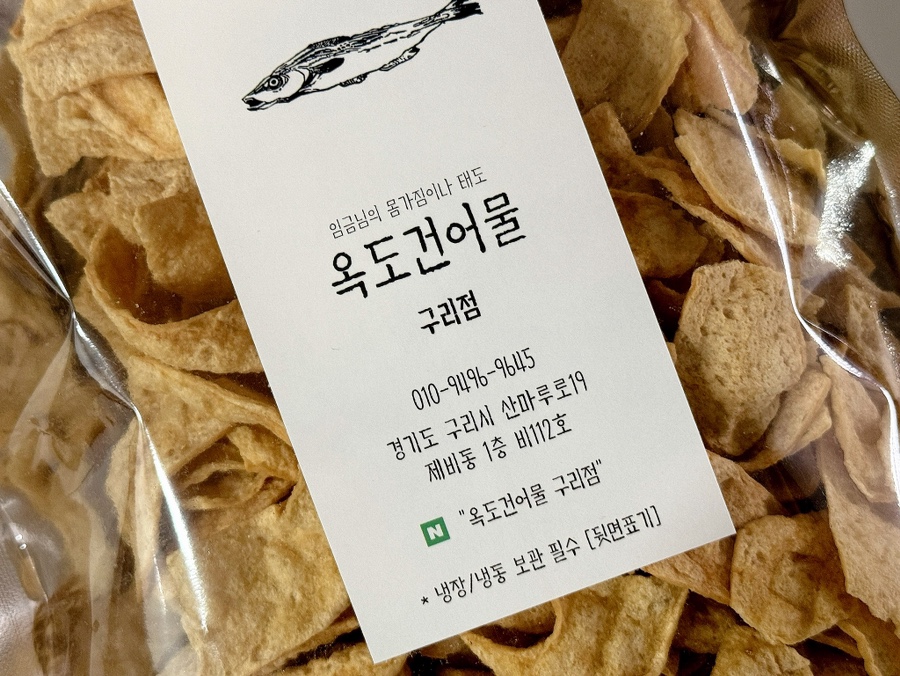 임금님의 몸가짐이나 태도
옥도건어물
구리점
010-9496-9645
경기도 구리시 산마루로19
제비동 1층 비112호
N "옥도건어물 구리점"
* 냉장/냉동 보관 필수 [뒷면표기]